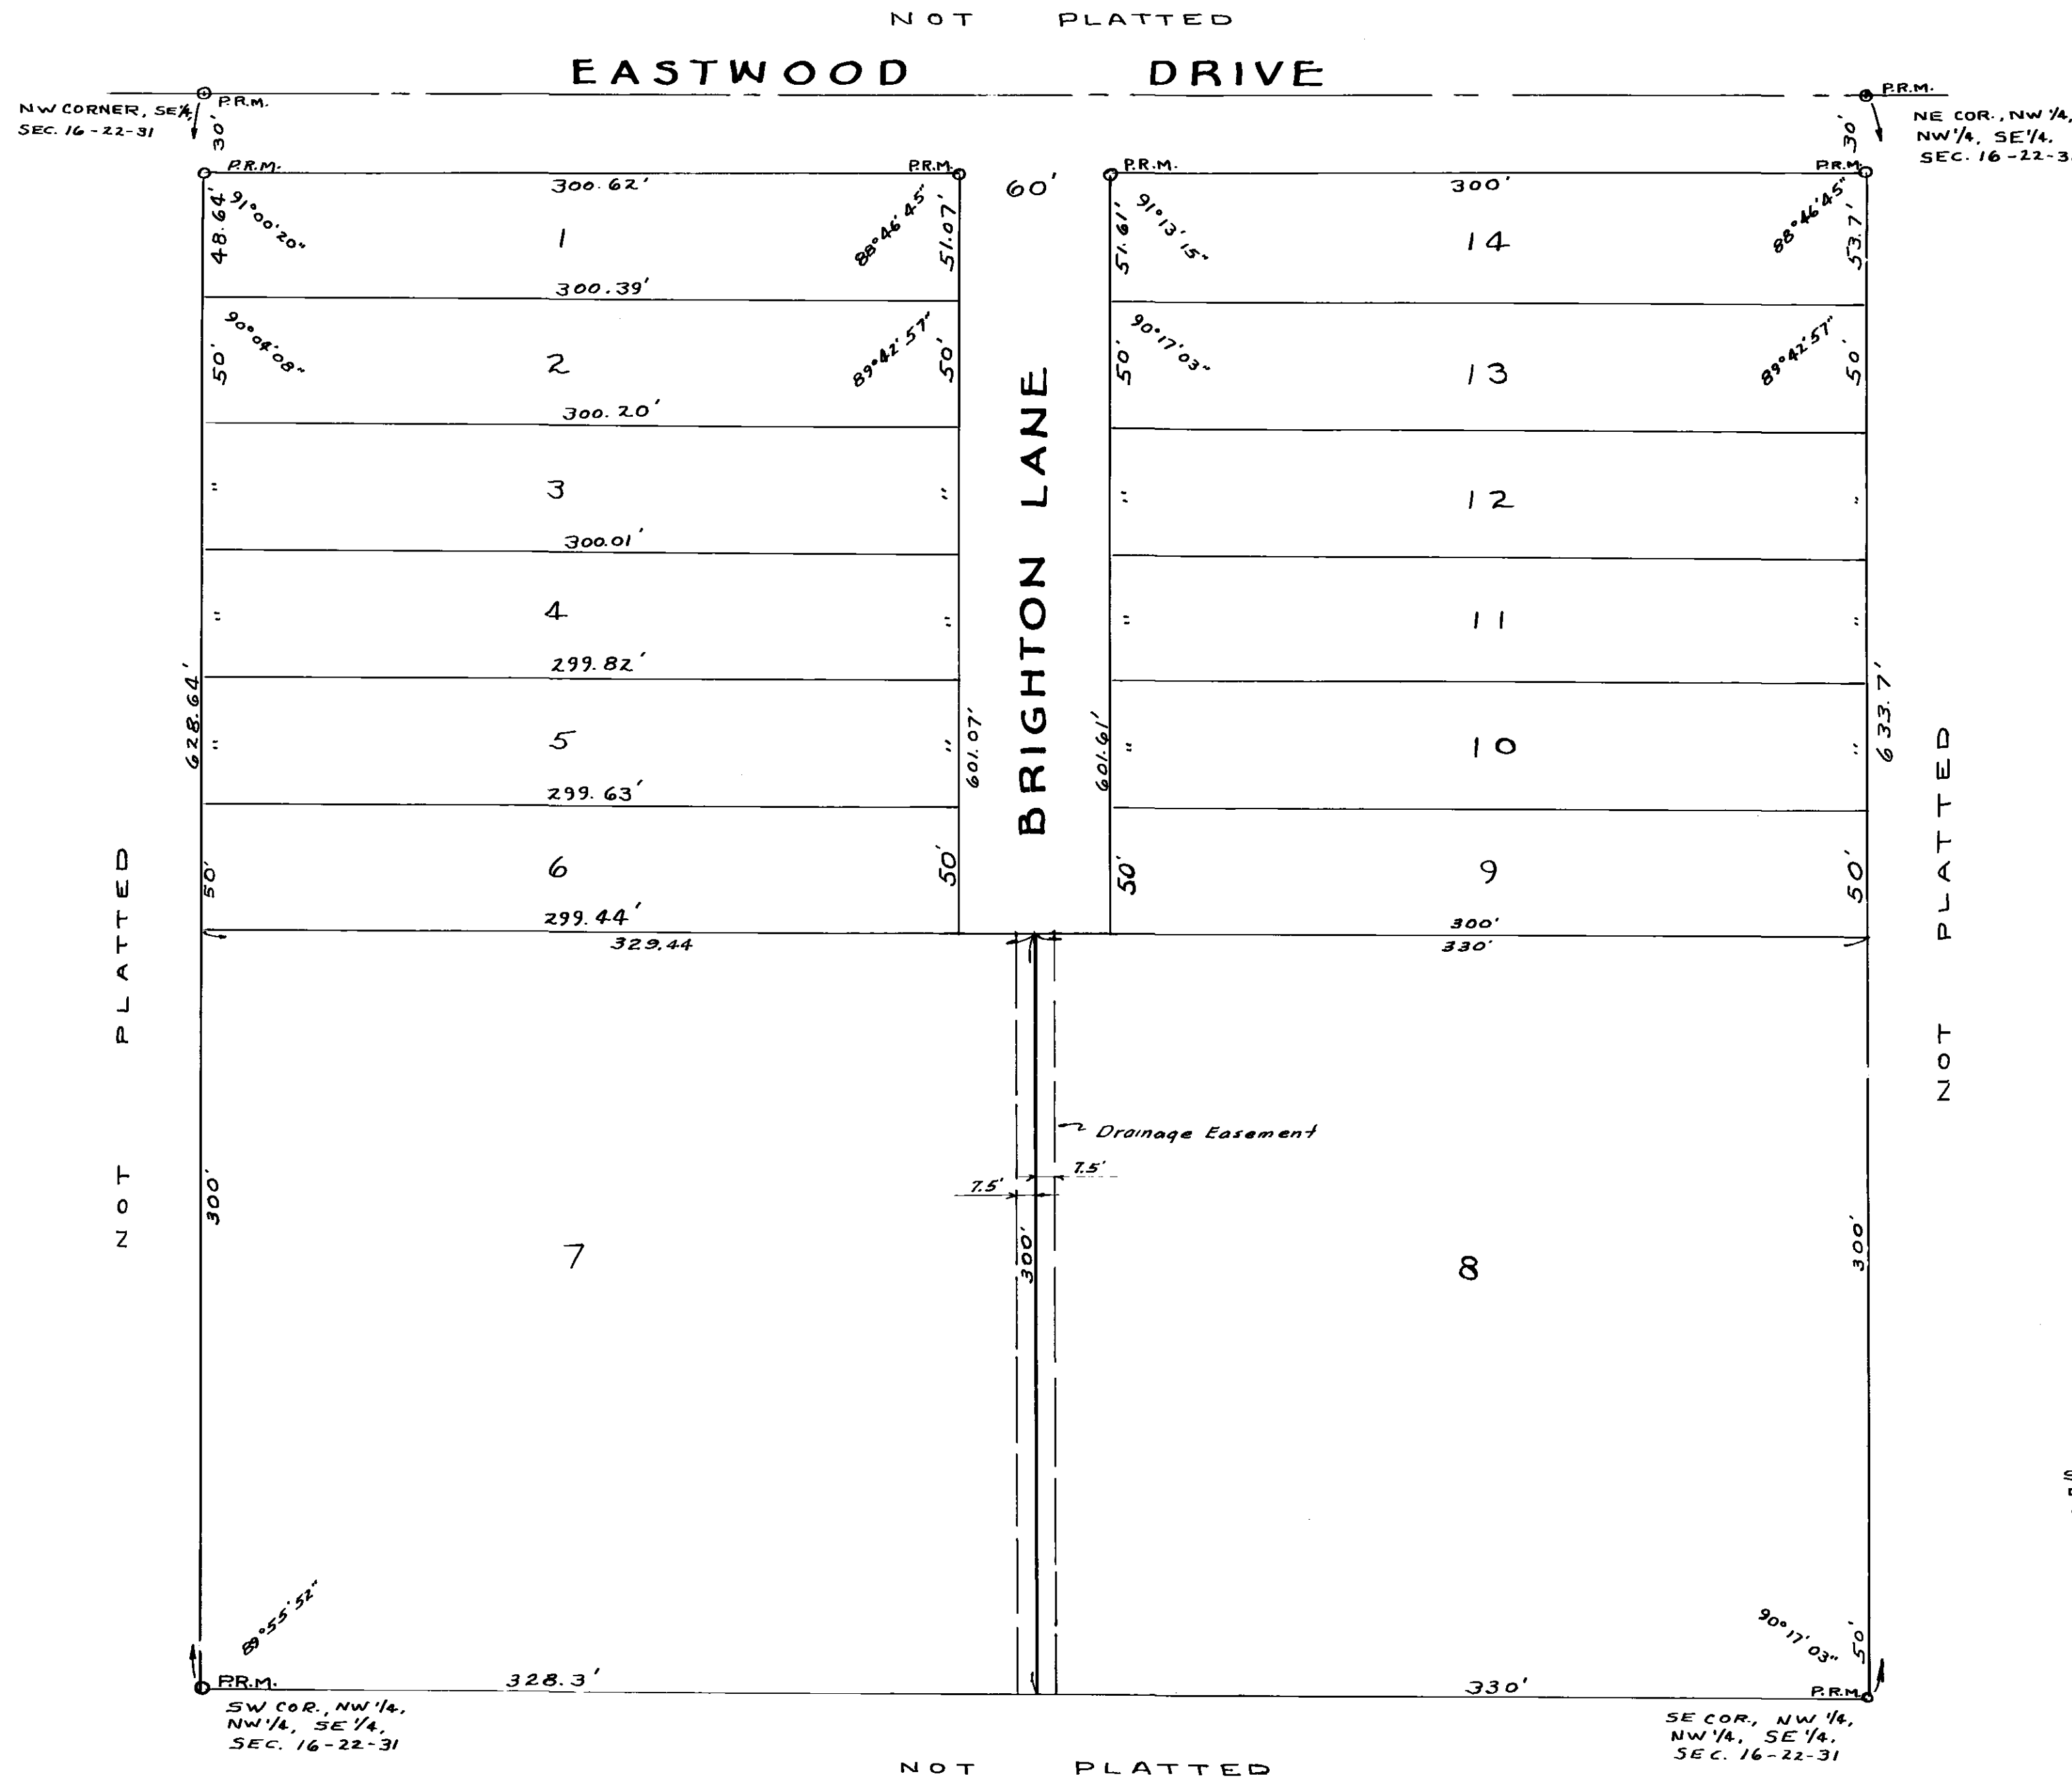 NOT PLATTED
EASTWOOD DRIVE
P.R.M.
P.R.M.
NW CORNER, SE 1/4,
SEC. 16-22-31
30'
NE COR., NW 1/4,
NW 1/4, SE 1/4.
SEC. 16-22-3
30'
P.R.M.
P.R.M.
P.R.M.
P.R.M.
300.62'
60'
300'
48.64'
91°00'20"
1
88°46'45"
51.07'
51.61'
91°13'15"
14
88°46'45"
53.7'
300.39'
90°04'08"
50'
2
89°42'57"
50'
90°17'03"
50'
13
89°42'57"
50'
300.20'
"
3
"
"
12
"
300.01'
"
4
"
"
11
"
299.82'
628.64'
"
5
"
601.07'
BRIGHTON LANE
601.61'
"
10
"
633.7'
299.63'
50'
6
50'
50'
9
50'
299.44'
300'
329.44
330'
NOT PLATTED
NOT PLATTED
Drainage Easement
7.5'
7.5'
300'
7
300'
8
300'
89°55'52"
90°17'03"
50'
P.R.M.
328.3'
330'
P.R.M.
SW COR., NW 1/4,
NW 1/4, SE 1/4,
SEC. 16-22-31
SE COR., NW 1/4,
NW 1/4, SE 1/4.
SEC. 16-22-31
NOT PLATTED